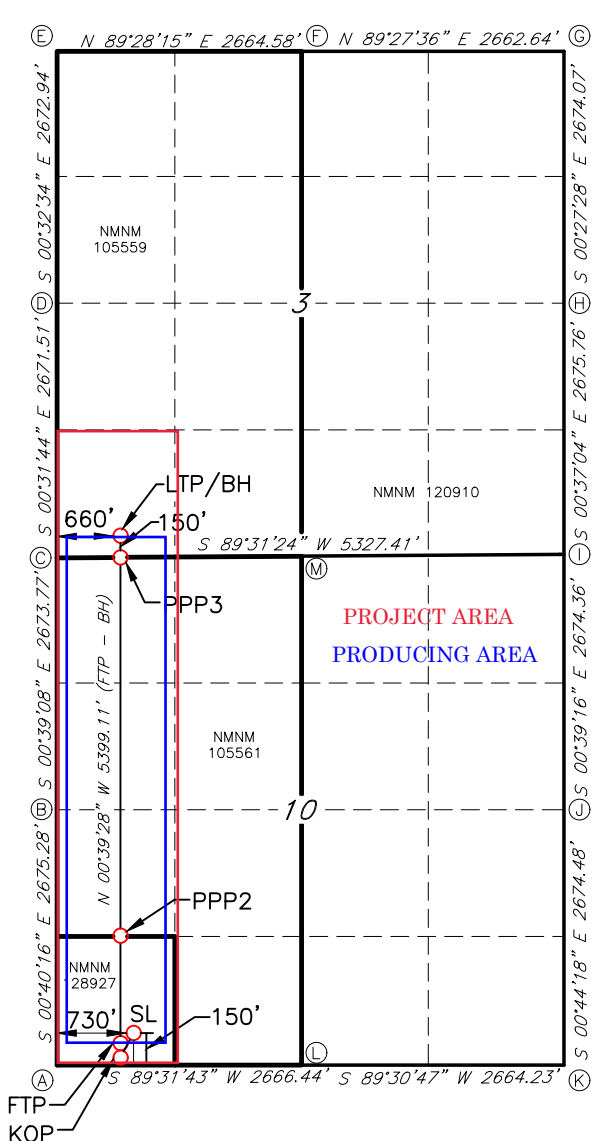 E
N 89°28'15" E 2664.58'
F
N 89°27'36" E 2662.64'
G
S 00°32'34" E 2672.94'
S 00°27'28" E 2674.07'
NMNM
105559
D
3
H
S 00°31'44" E 2671.51'
S 00°37'04" E 2675.76'
LTP/BH
660'
150'
NMNM 120910
S 89°31'24" W 5327.41'
C
M
I
PPP3
PROJECT AREA
PRODUCING AREA
S 00°39'08" E 2673.77'
N 00°39'28" W 5399.11' (FTP - BH)
S 00°39'16" E 2674.36'
NMNM
105561
B
10
J
PPP2
S 00°40'16" E 2675.28'
S 00°44'18" E 2674.48'
NMNM
128927
730'
SL
150'
L
A
S 89°31'43" W 2666.44'
S 89°30'47" W 2664.23'
K
FTP
KOP